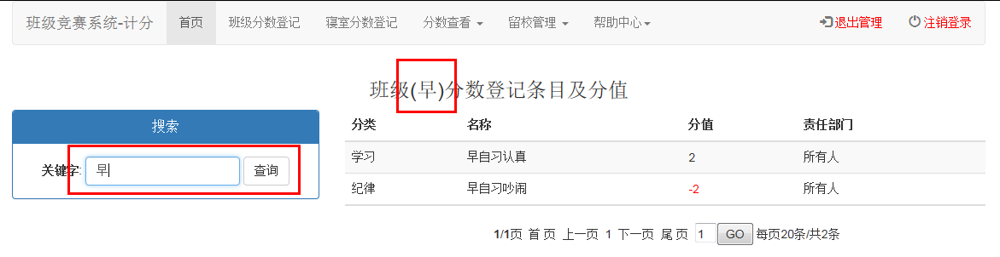 班级竞赛系统-计分 首页 班级分数登记 寝室分数登记 分数查看 留校管理 帮助中心 退出管理 注销登录
班级(早)分数登记条目及分值
搜索
关键字: 早 查询
分类 名称 分值 责任部门
学习 早自习认真 2 所有人
纪律 早自习吵闹 -2 所有人
1/1页 首 页 上一页 1 下一页 尾 页 1 GO 每页20条/共2条